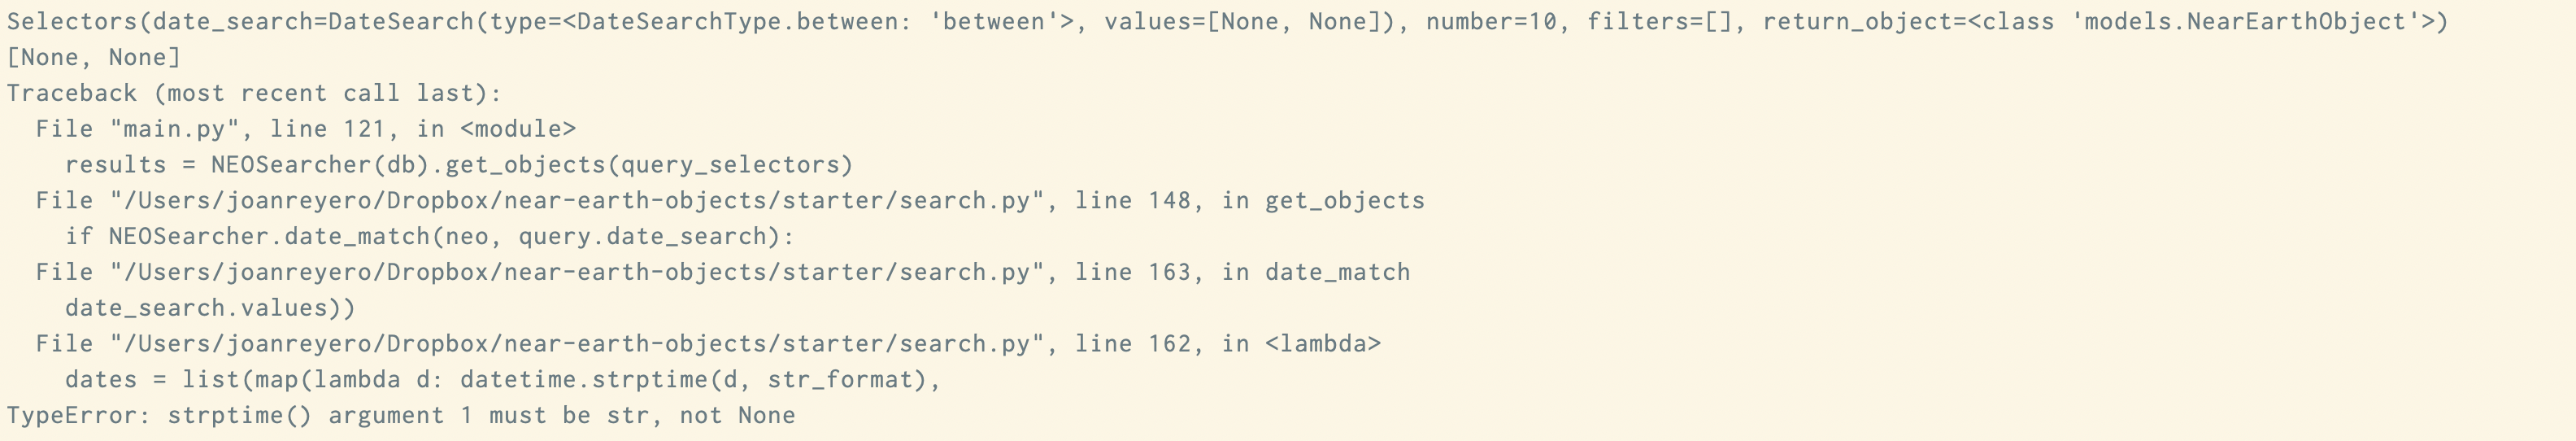 Selectors(date_search=DateSearch(type=<DateSearchType.between: 'between'>, values=[None, None]), number=10, filters=[], return_object=<class 'models.NearEarthObject'>)
[None, None]
Traceback (most recent call last):
  File "main.py", line 121, in <module>
    results = NEOSearcher(db).get_objects(query_selectors)
  File "/Users/joanreyero/Dropbox/near-earth-objects/starter/search.py", line 148, in get_objects
    if NEOSearcher.date_match(neo, query.date_search):
  File "/Users/joanreyero/Dropbox/near-earth-objects/starter/search.py", line 163, in date_match
    date_search.values))
  File "/Users/joanreyero/Dropbox/near-earth-objects/starter/search.py", line 162, in <lambda>
    dates = list(map(lambda d: datetime.strptime(d, str_format),
TypeError: strptime() argument 1 must be str, not None